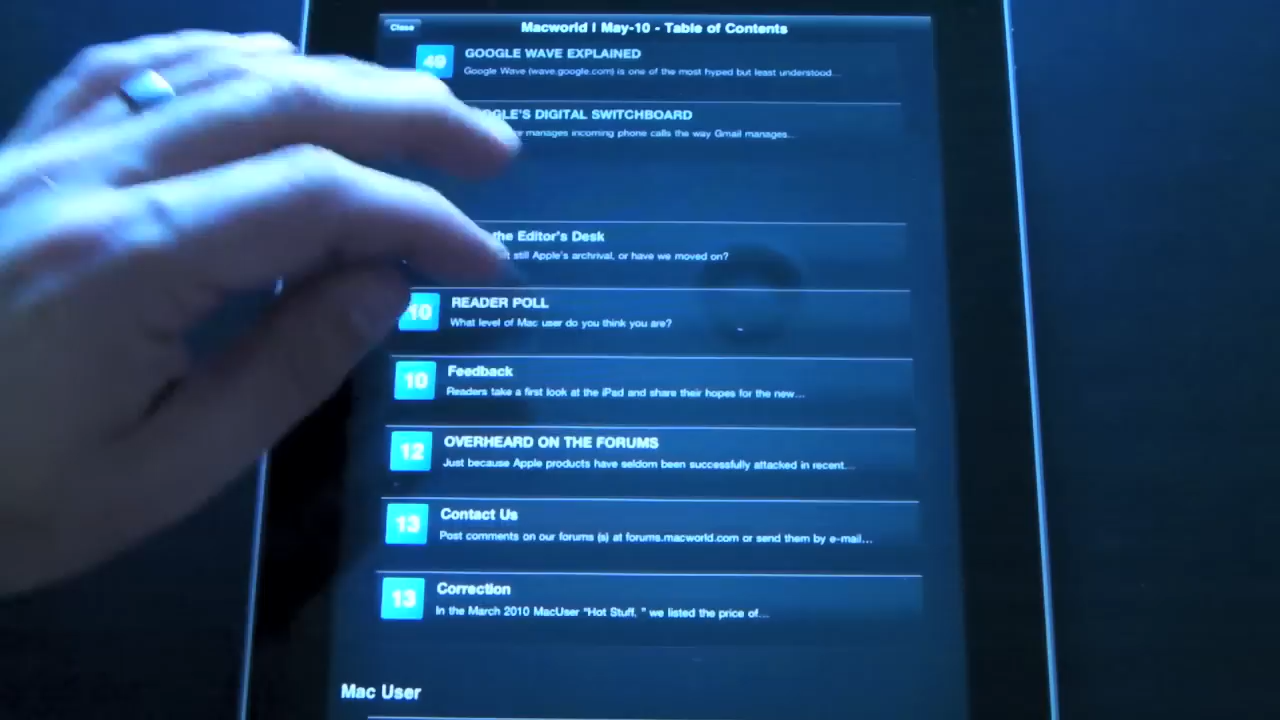 Close
Macworld | May-10 - Table of Contents
49
GOOGLE WAVE EXPLAINED
Google Wave (wave.google.com) is one of the most hyped but least understood...
GLE'S DIGITAL SWITCHBOARD
manages incoming phone calls the way Gmail manages...
the Editor's Desk
still Apple's archrival, or have we moved on?
10
READER POLL
What level of Mac user do you think you are?
10
Feedback
Readers take a first look at the iPad and share their hopes for the new...
12
OVERHEARD ON THE FORUMS
Just because Apple products have seldom been successfully attacked in recent...
13
Contact Us
Post comments on our forums (s) at forums.macworld.com or send them by e-mail...
13
Correction
In the March 2010 MacUser "Hot Stuff, " we listed the price of...
Mac User